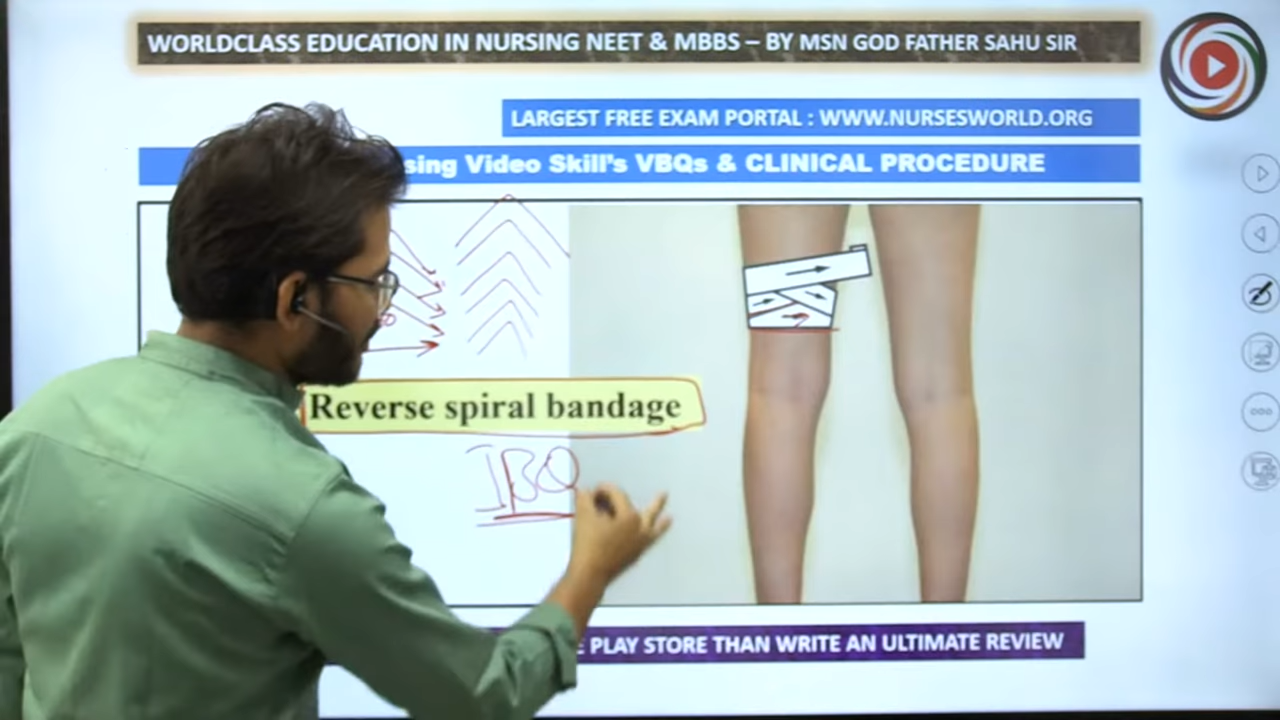 WORLDCLASS EDUCATION IN NURSING NEET & MBBS – BY MSN GOD FATHER SAHU SIR
LARGEST FREE EXAM PORTAL : WWW.NURSESWORLD.ORG
Video Skill's VBQs & CLINICAL PROCEDURE
Reverse spiral bandage
IBQ
PLAY STORE THAN WRITE AN ULTIMATE REVIEW